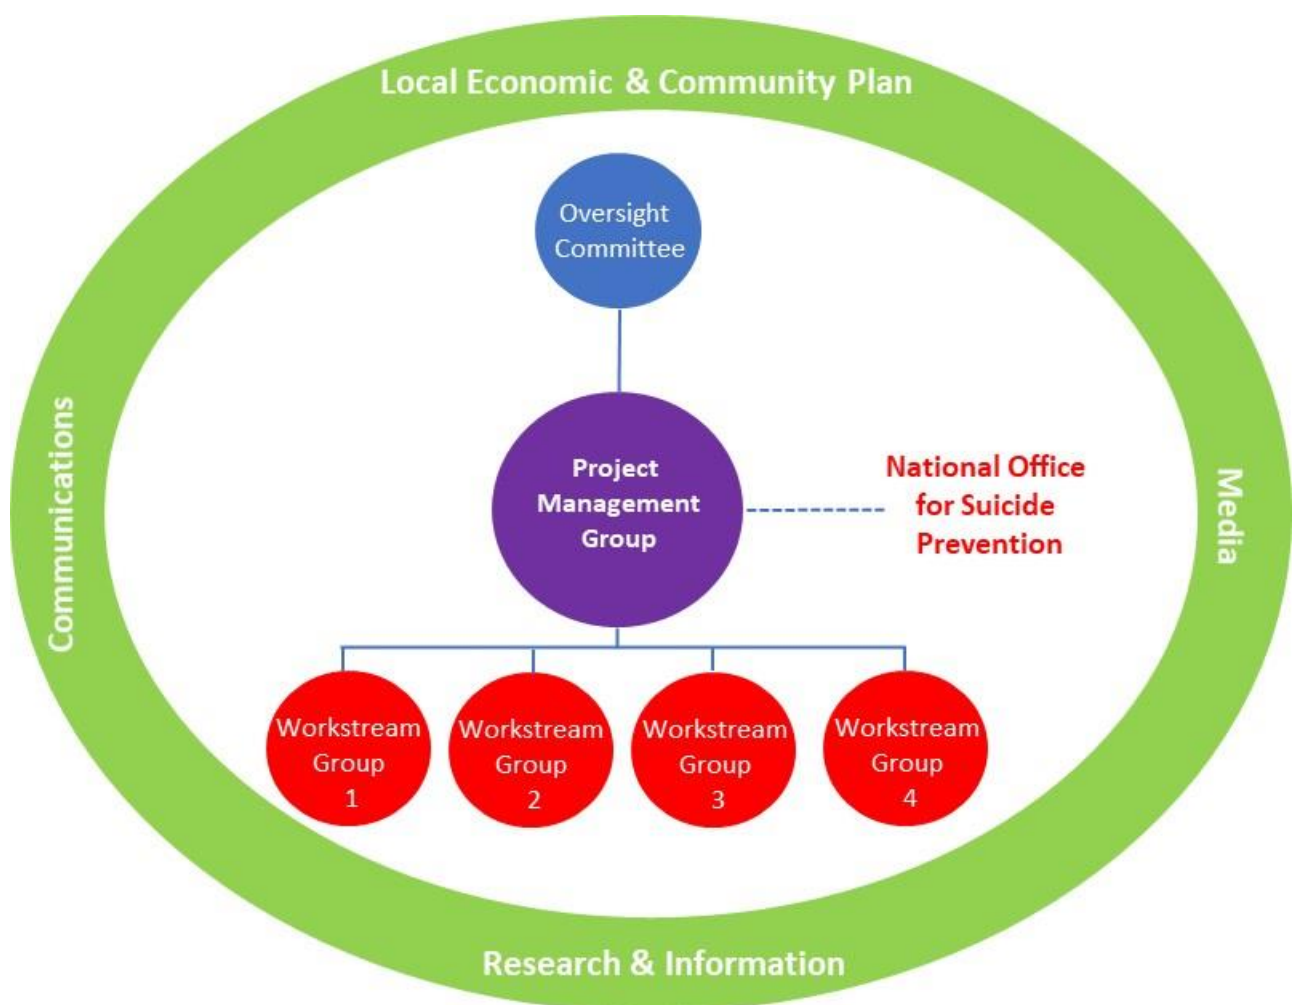 Local Economic & Community Plan
Oversight
Committee
Communications
Project
Management
Group
National Office
for Suicide
Prevention
Media
Workstream
Group
1
Workstream
Group
2
Workstream
Group
3
Workstream
Group
4
Research & Information